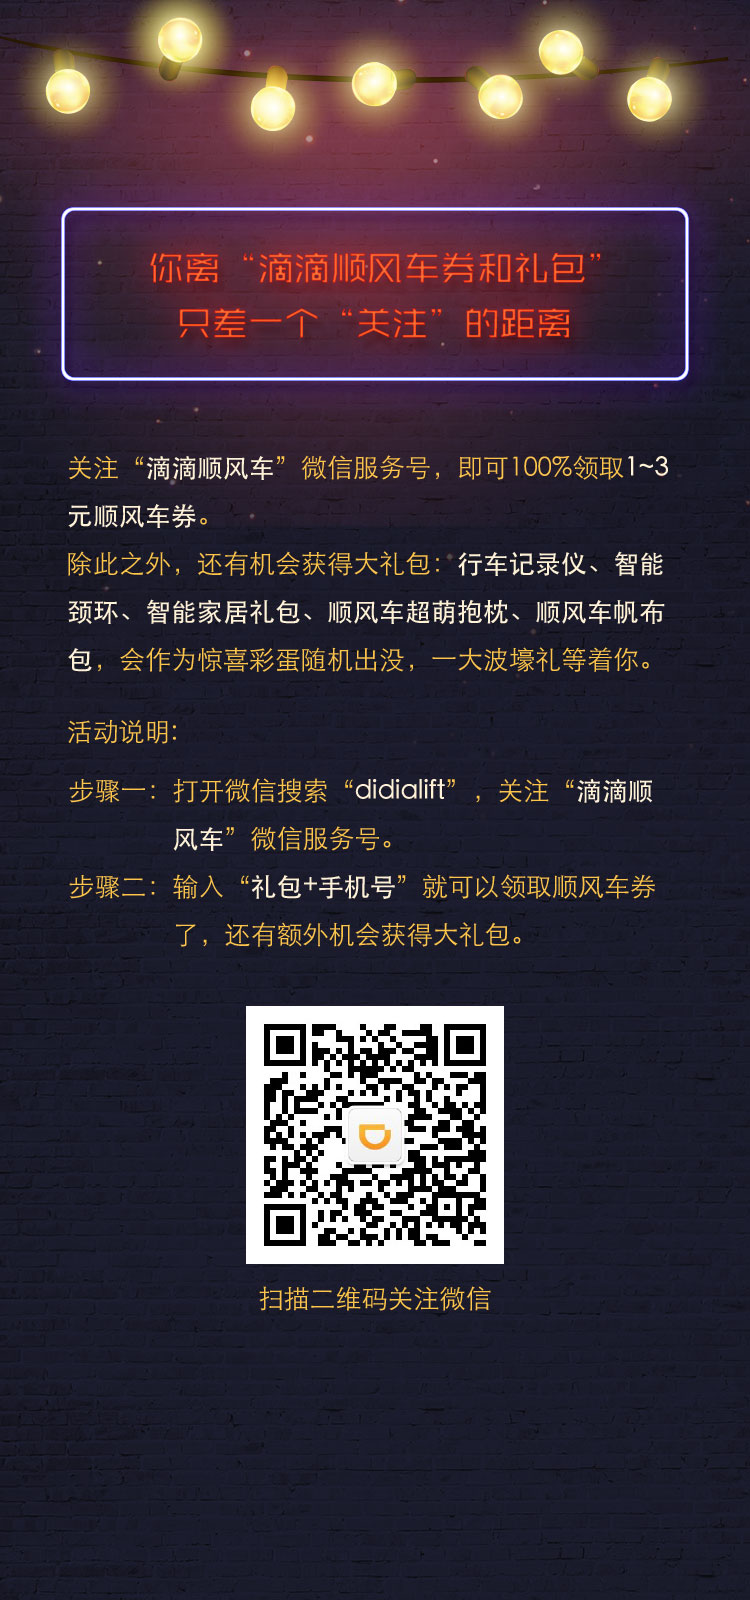 你离“滴滴顺风车券和礼包”
只差一个“关注”的距离
关注“滴滴顺风车”微信服务号，即可100%领取1~3
元顺风车券。
除此之外，还有机会获得大礼包：行车记录仪、智能
颈环、智能家居礼包、顺风车超萌抱枕、顺风车帆布
包，会作为惊喜彩蛋随机出没，一大波壕礼等着你。
活动说明：
步骤一：打开微信搜索“didialift”，关注“滴滴顺
风车”微信服务号。
步骤二：输入“礼包+手机号”就可以领取顺风车券
了，还有额外机会获得大礼包。
扫描二维码关注微信